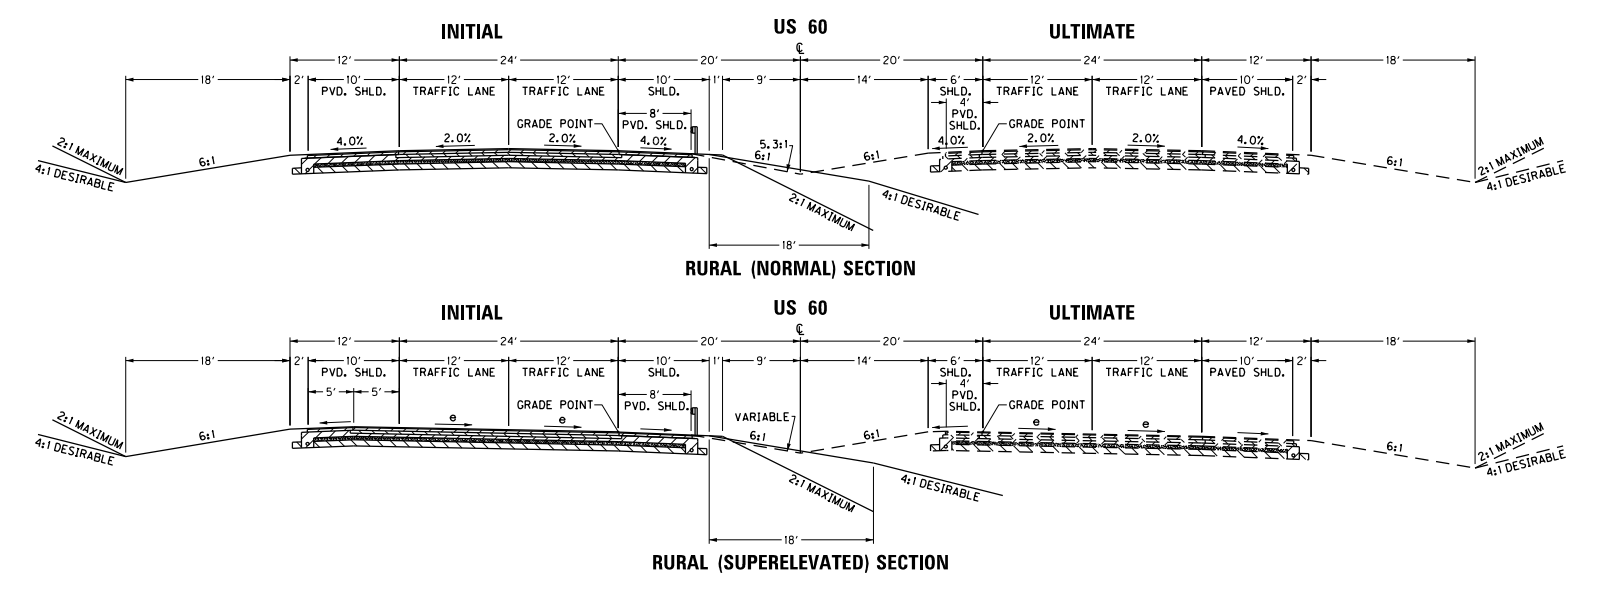 INITIAL US 60 ULTIMATE
℄
12' 24' 20' 20' 24' 12'
18' 2' 10' 12' 12' 10' 1' 9' 14' 6' 12' 12' 10' 2' 18'
PVD. SHLD. TRAFFIC LANE TRAFFIC LANE SHLD. SHLD. TRAFFIC LANE TRAFFIC LANE PAVED SHLD.
8' 4'
PVD. SHLD. PVD. SHLD.
GRADE POINT GRADE POINT
4.0% 2.0% 2.0% 4.0% 4.0% 2.0% 2.0% 4.0%
2:1 MAXIMUM 6:1 5.3:1 6:1 6:1 6:1 2:1 MAXIMUM
4:1 DESIRABLE 2:1 MAXIMUM 4:1 DESIRABLE 4:1 DESIRABLE
18'
RURAL (NORMAL) SECTION
INITIAL US 60 ULTIMATE
℄
12' 24' 20' 20' 24' 12'
18' 2' 10' 12' 12' 10' 1' 9' 14' 6' 12' 12' 10' 2' 18'
PVD. SHLD. TRAFFIC LANE TRAFFIC LANE SHLD. SHLD. TRAFFIC LANE TRAFFIC LANE PAVED SHLD.
5' 5' 8' 4'
PVD. SHLD. PVD. SHLD.
GRADE POINT GRADE POINT
e e VARIABLE e e
2:1 MAXIMUM 6:1 6:1 6:1 6:1 2:1 MAXIMUM
4:1 DESIRABLE 2:1 MAXIMUM 4:1 DESIRABLE 4:1 DESIRABLE
18'
RURAL (SUPERELEVATED) SECTION